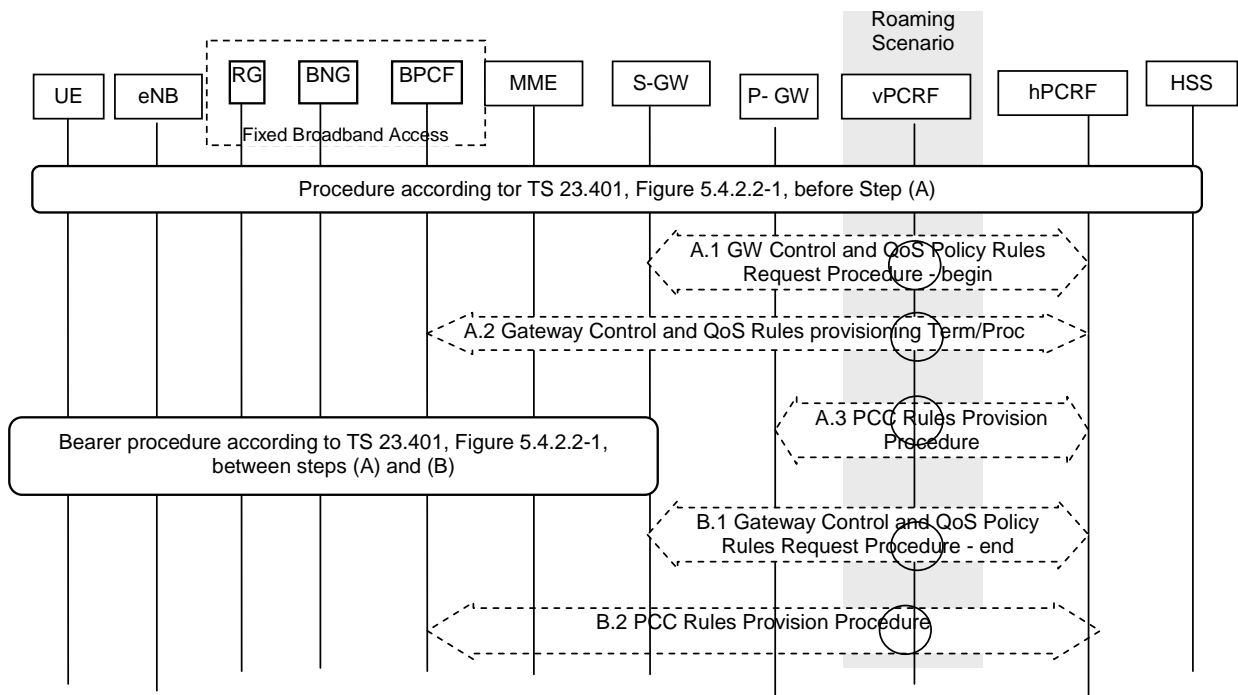 Roaming
Scenario
UE
eNB
RG
BNG
BPCF
MME
S-GW
P- GW
vPCRF
hPCRF
HSS
Fixed Broadband Access
Procedure according tor TS 23.401, Figure 5.4.2.2-1, before Step (A)
A.1 GW Control and QoS Policy Rules
Request Procedure - begin
A.2 Gateway Control and QoS Rules provisioning Term/Proc
A.3 PCC Rules Provision
Procedure
Bearer procedure according to TS 23.401, Figure 5.4.2.2-1,
between steps (A) and (B)
B.1 Gateway Control and QoS Policy
Rules Request Procedure - end
B.2 PCC Rules Provision Procedure